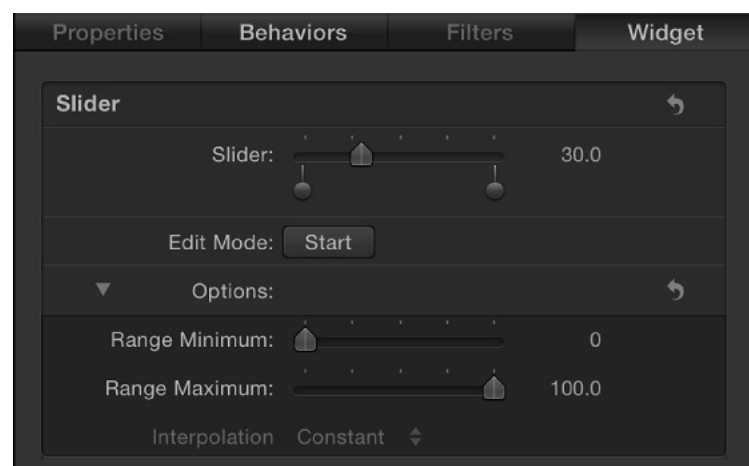 Properties Behaviors Filters Widget
Slider
Slider: 30.0
Edit Mode: Start
Options:
Range Minimum: 0
Range Maximum: 100.0
Interpolation Constant